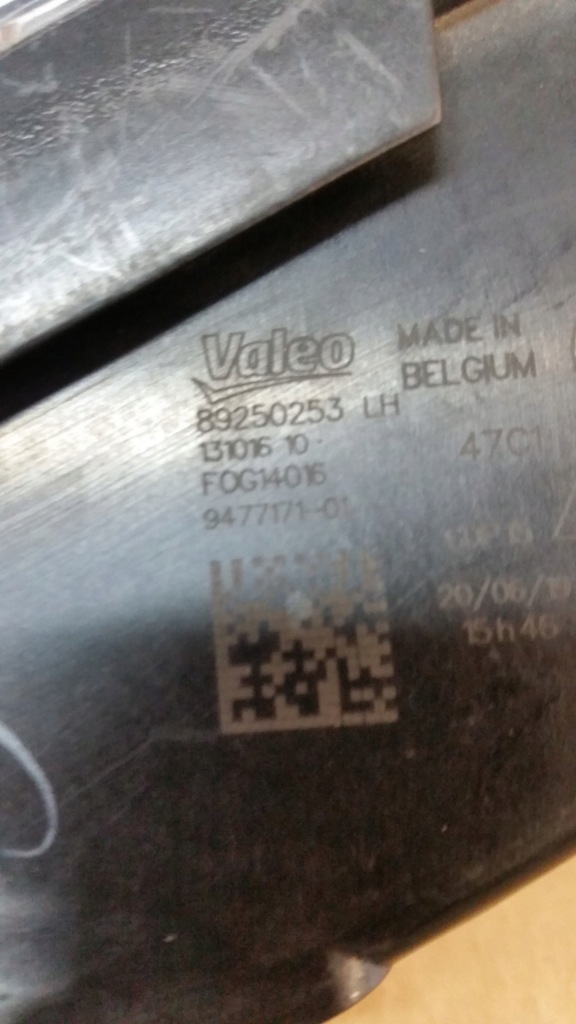 Valeo
MADE IN
BELGIUM
89250253 LH
131016 10
47C1
FOG14016
9477171-01
20/06/19
15h46